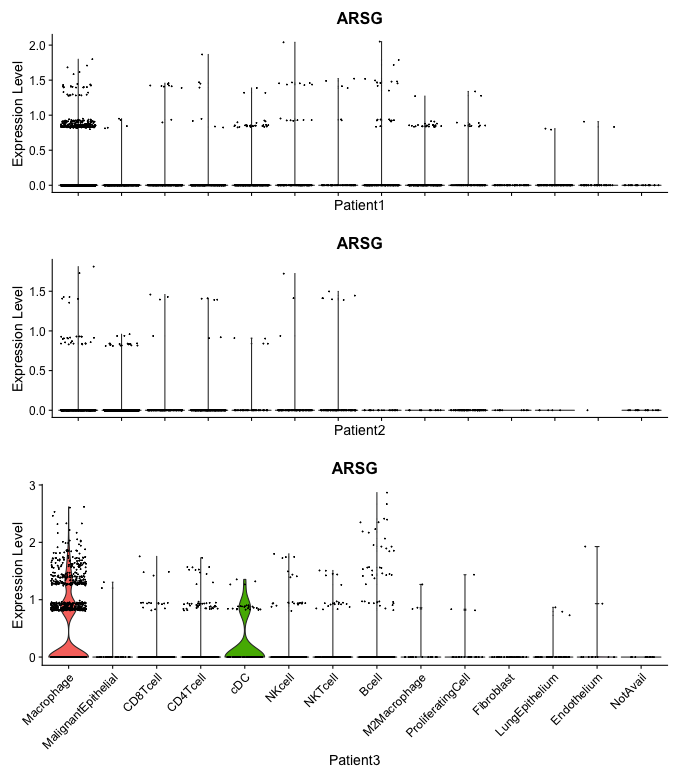 ARSG
Expression Level
2.0
1.5
1.0
0.5
0.0
Patient1
ARSG
Expression Level
1.5
1.0
0.5
0.0
Patient2
ARSG
Expression Level
3
2
1
0
Macrophage
MalignantEpithelial
CD8Tcell
CD4Tcell
cDC
NKcell
NKTcell
Bcell
M2Macrophage
ProliferatingCell
Fibroblast
LungEpithelium
Endothelium
NotAvail
Patient3